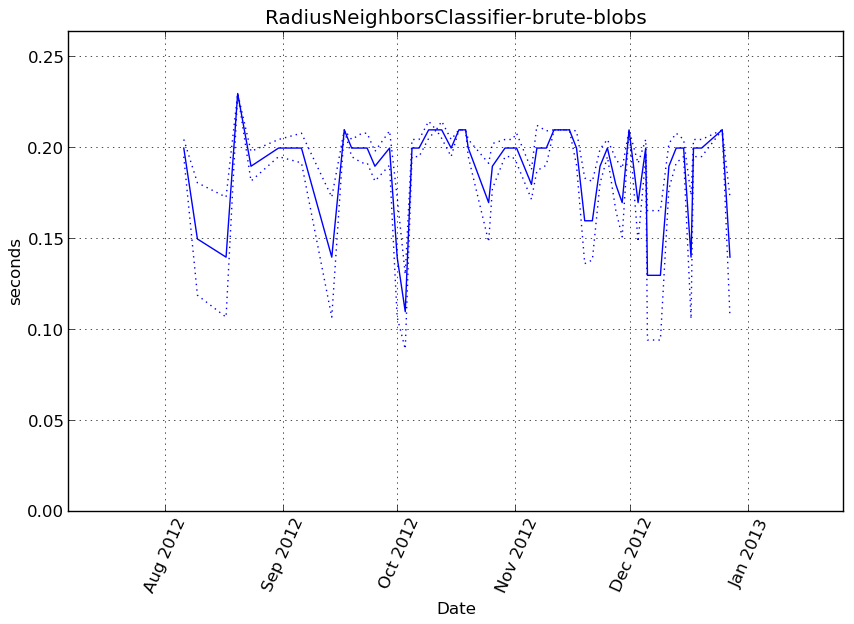 RadiusNeighborsClassifier-brute-blobs
0.25
0.20
0.15
0.10
0.05
0.00
seconds
Aug 2012
Sep 2012
Oct 2012
Nov 2012
Dec 2012
Jan 2013
Date